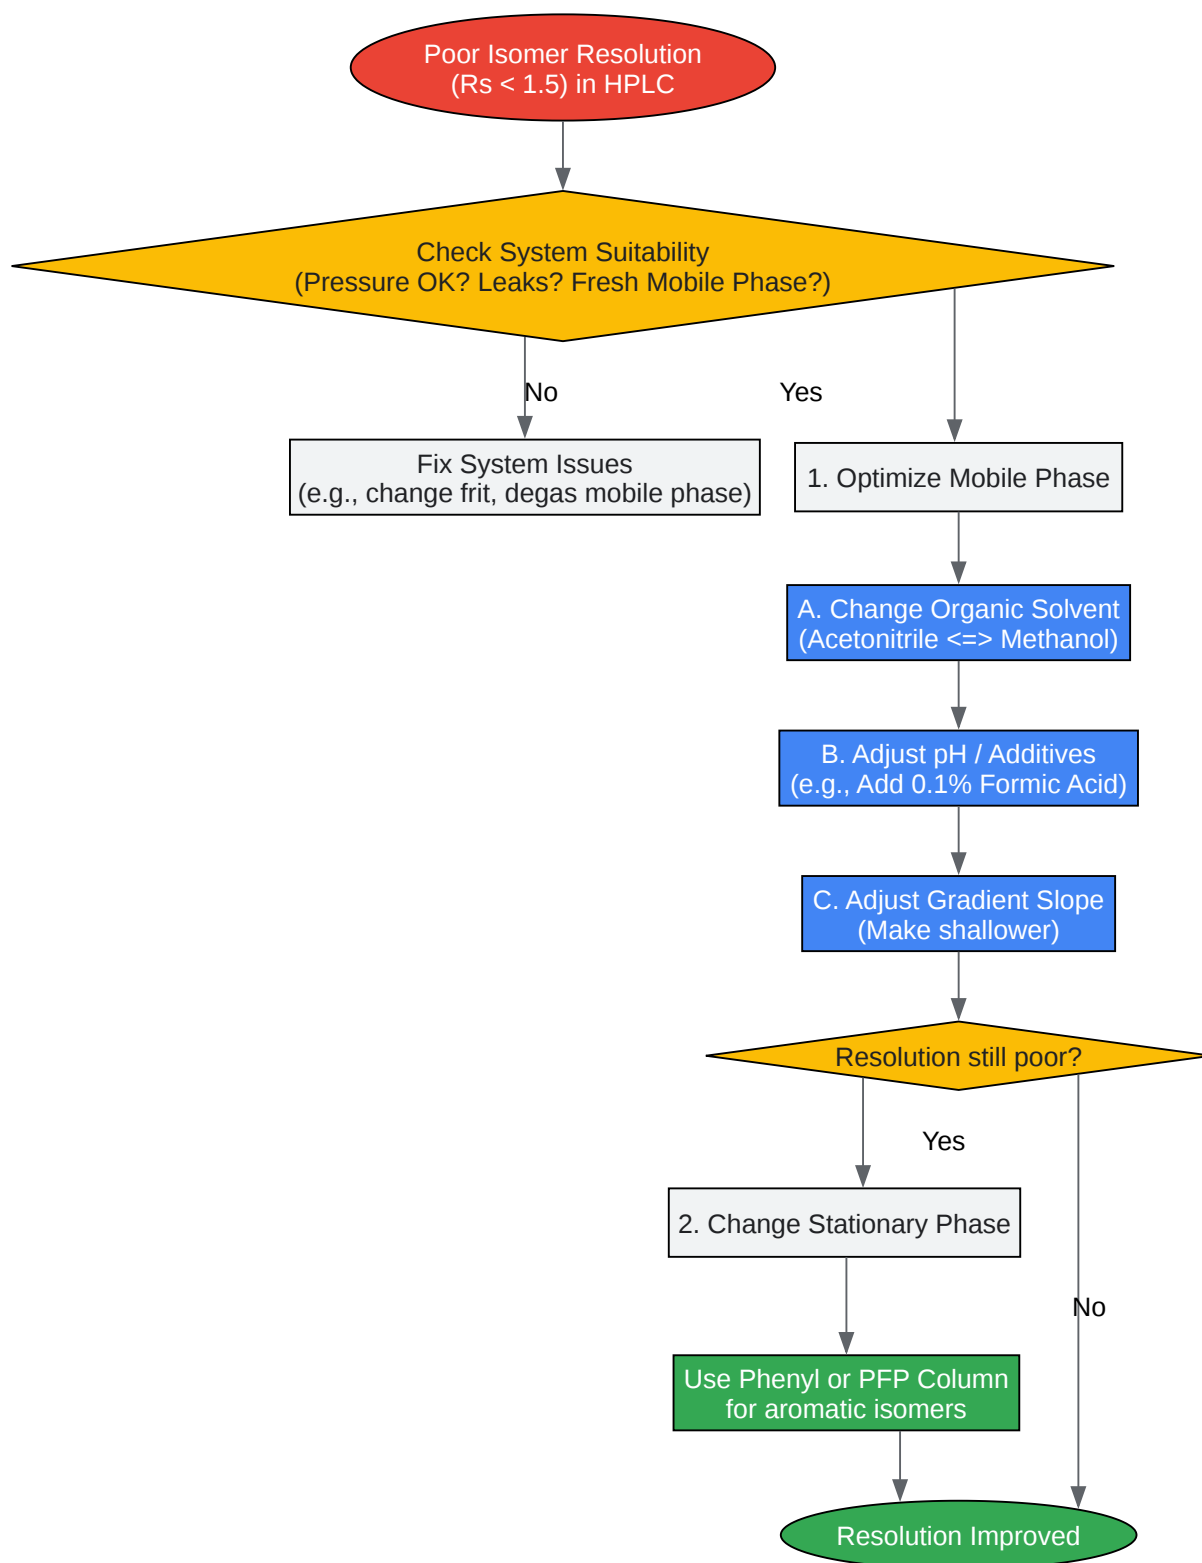 Poor Isomer Resolution
(Rs < 1.5) in HPLC
Check System Suitability
(Pressure OK? Leaks? Fresh Mobile Phase?)
No
Yes
Fix System Issues
(e.g., change frit, degas mobile phase)
1. Optimize Mobile Phase
A. Change Organic Solvent
(Acetonitrile <=> Methanol)
B. Adjust pH / Additives
(e.g., Add 0.1% Formic Acid)
C. Adjust Gradient Slope
(Make shallower)
Resolution still poor?
Yes
2. Change Stationary Phase
No
Use Phenyl or PFP Column
for aromatic isomers
Resolution Improved